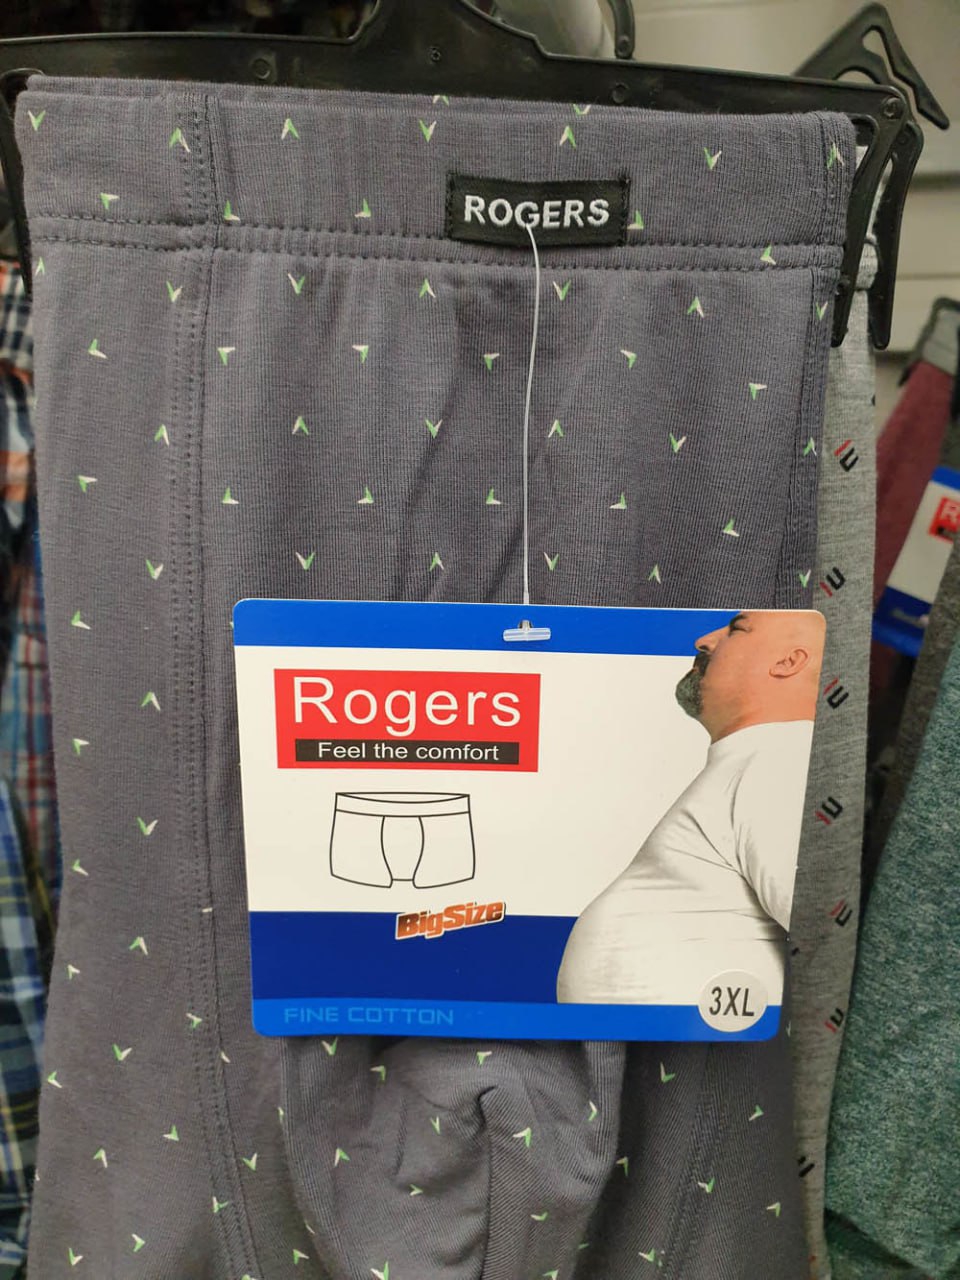 ROGERS
Rogers
Feel the comfort
BigSize
3XL
FINE COTTON